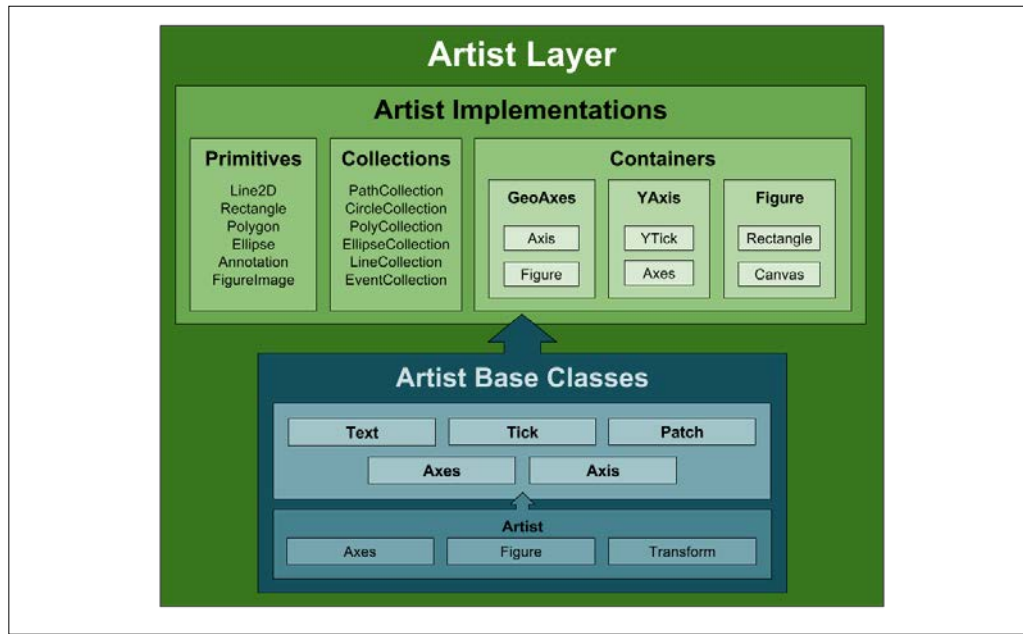 Artist Layer
Artist Implementations
Primitives
Line2D
Rectangle
Polygon
Ellipse
Annotation
FigureImage
Collections
PathCollection
CircleCollection
PolyCollection
EllipseCollection
LineCollection
EventCollection
Containers
GeoAxes
Axis
Figure
YAxis
YTick
Axes
Figure
Rectangle
Canvas
Artist Base Classes
Text
Tick
Patch
Axes
Axis
Artist
Axes
Figure
Transform